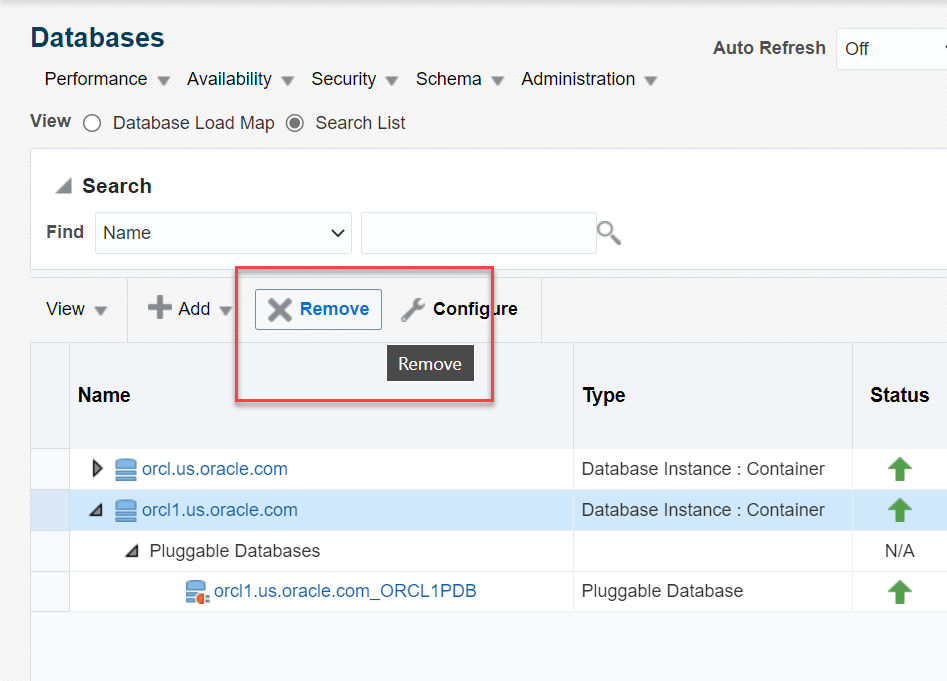 Databases
Auto Refresh Off
Performance Availability Security Schema Administration
View Database Load Map Search List
Search
Find Name
View Add Remove Configure
Remove
Name Type Status
orcl.us.oracle.com Database Instance : Container
orcl1.us.oracle.com Database Instance : Container
Pluggable Databases N/A
orcl1.us.oracle.com_ORCL1PDB Pluggable Database